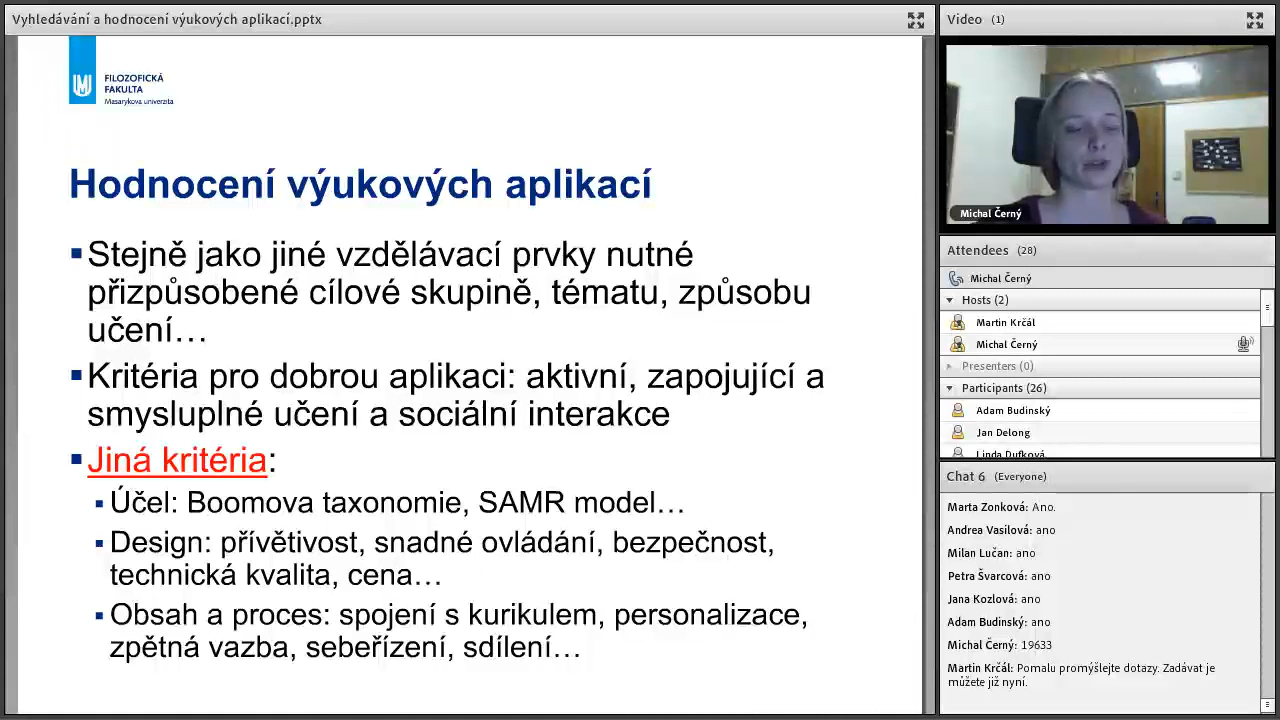 Vyhledávání a hodnocení výukových aplikací.pptx
FILOZOFICKÁ
FAKULTA
Masarykova univerzita
Hodnocení výukových aplikací
Stejně jako jiné vzdělávací prvky nutné
přizpůsobené cílové skupině, tématu, způsobu
učení…
Kritéria pro dobrou aplikaci: aktivní, zapojující a
smysluplné učení a sociální interakce
Jiná kritéria:
Účel: Boomova taxonomie, SAMR model…
Design: přívětivost, snadné ovládání, bezpečnost,
technická kvalita, cena…
Obsah a proces: spojení s kurikulem, personalizace,
zpětná vazba, sebeřízení, sdílení…
Video (1)
Michal Černý
Attendees (28)
Michal Černý
Hosts (2)
Martin Krčál
Michal Černý
Presenters (0)
Participants (26)
Adam Budinský
Jan Delong
Linda Dufková
Chat 6 (Everyone)
Marta Zonková: Ano.
Andrea Vasilová: ano
Milan Lučan: ano
Petra Švarcová: ano
Jana Kozlová: ano
Adam Budinský: ano
Michal Černý: 19633
Martin Krčál: Pomalu promýšlejte dotazy. Zadávat je
můžete již nyní.